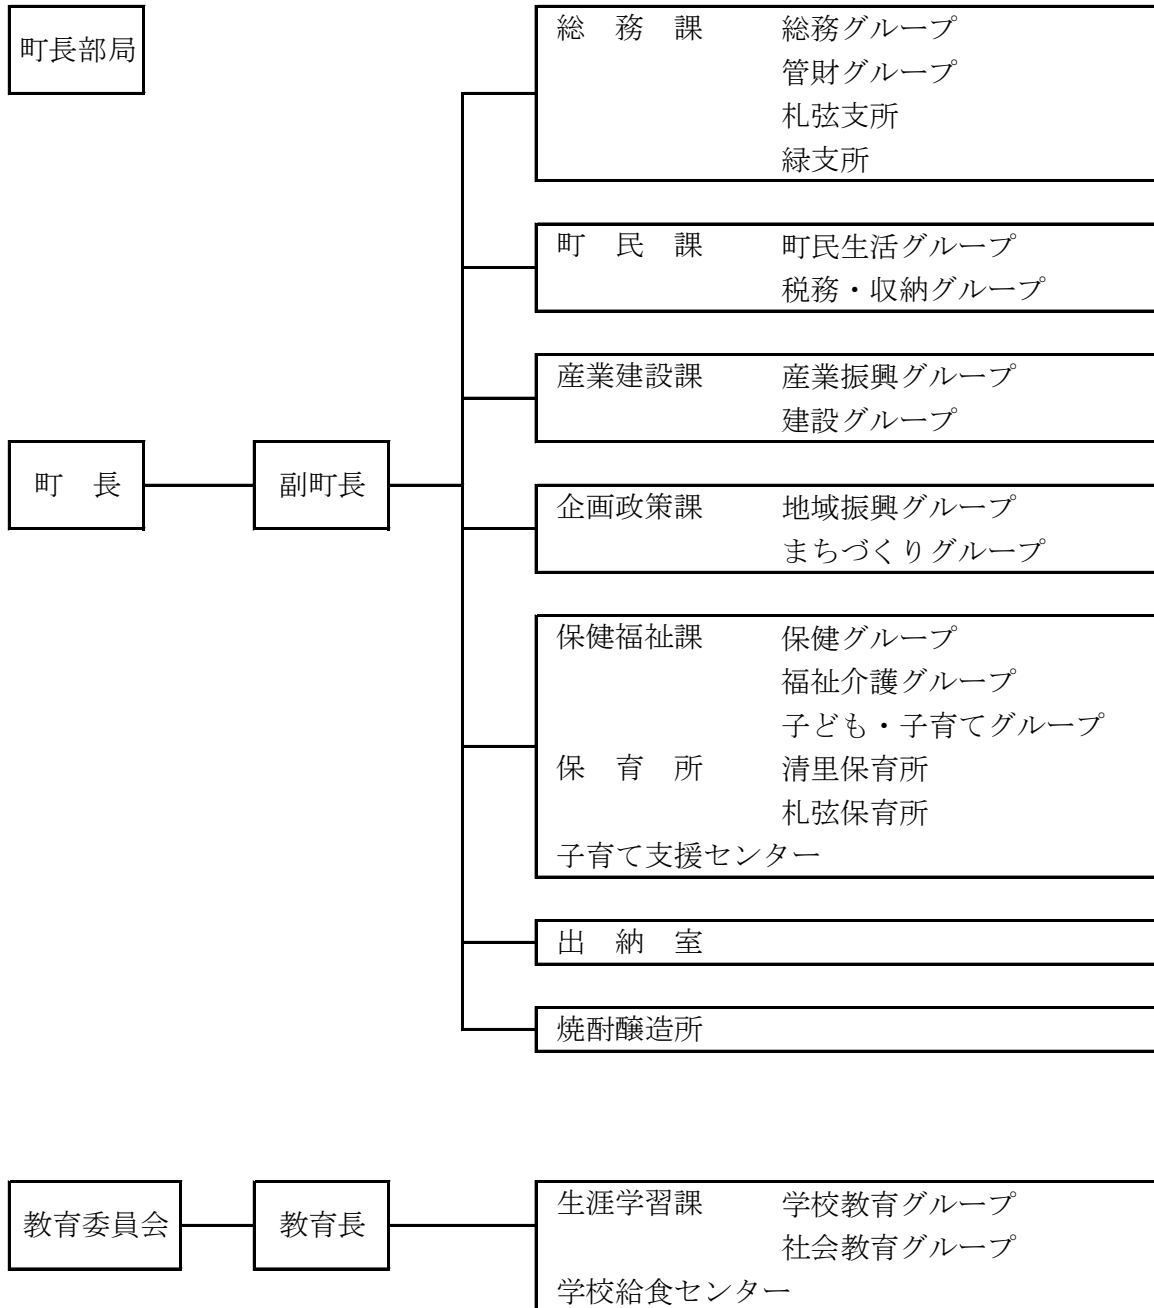 町長部局
総　務　課　　総務グループ
管財グループ
札弦支所
緑支所
町　民　課　　町民生活グループ
税務・収納グループ
産業建設課　　産業振興グループ
建設グループ
町　長　　副町長
企画政策課　　地域振興グループ
まちづくりグループ
保健福祉課　　保健グループ
福祉介護グループ
子ども・子育てグループ
保　育　所　　清里保育所
札弦保育所
子育て支援センター
出　納　室
焼酎醸造所
教育委員会　　教育長
生涯学習課　　学校教育グループ
社会教育グループ
学校給食センター